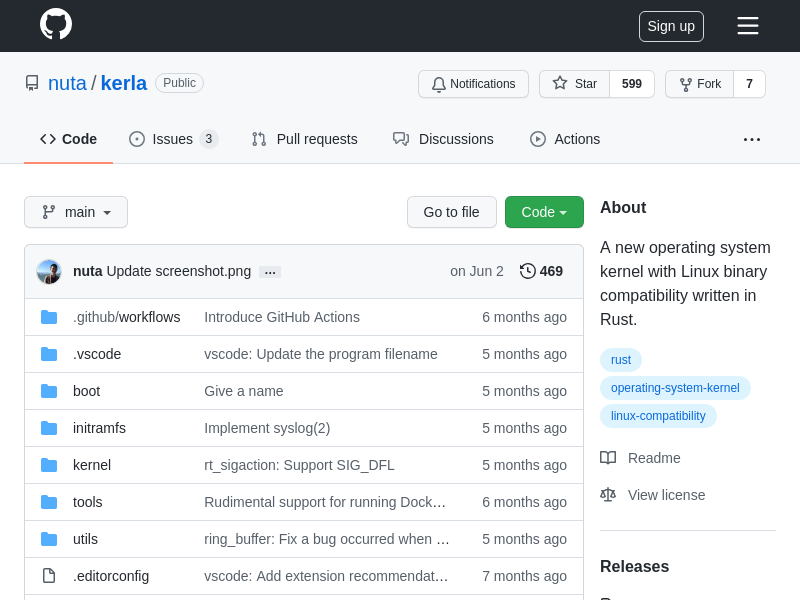 Sign up
nuta / kerla Public
Notifications Star 599 Fork 7
Code Issues 3 Pull requests Discussions Actions ...
main Go to file Code
nuta Update screenshot.png ... on Jun 2 469
.github/workflows Introduce GitHub Actions 6 months ago
.vscode vscode: Update the program filename 5 months ago
boot Give a name 5 months ago
initramfs Implement syslog(2) 5 months ago
kernel rt_sigaction: Support SIG_DFL 5 months ago
tools Rudimental support for running Dock… 6 months ago
utils ring_buffer: Fix a bug occurred when … 5 months ago
.editorconfig vscode: Add extension recommendat… 7 months ago
About
A new operating system
kernel with Linux binary
compatibility written in
Rust.
rust
operating-system-kernel
linux-compatibility
Readme
View license
Releases